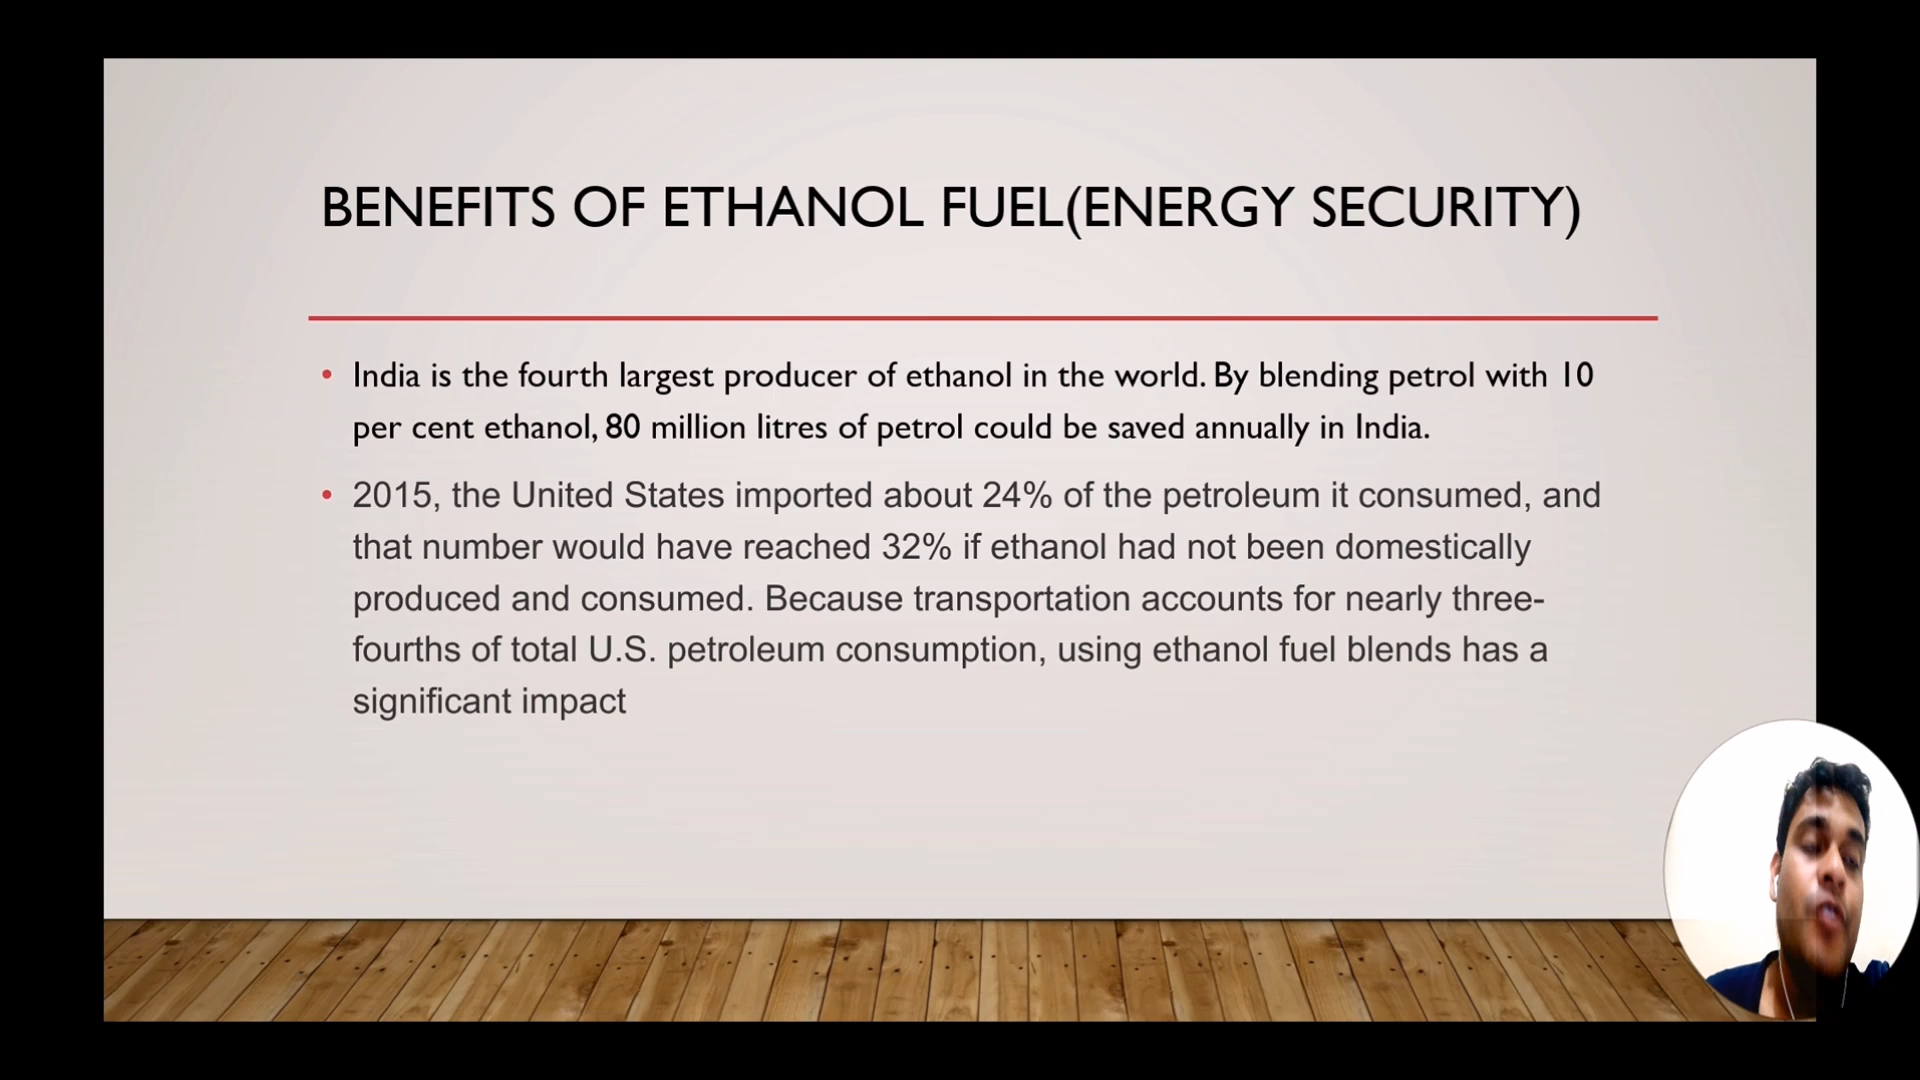 BENEFITS OF ETHANOL FUEL(ENERGY SECURITY)
• India is the fourth largest producer of ethanol in the world. By blending petrol with 10
per cent ethanol, 80 million litres of petrol could be saved annually in India.
• 2015, the United States imported about 24% of the petroleum it consumed, and
that number would have reached 32% if ethanol had not been domestically
produced and consumed. Because transportation accounts for nearly three-
fourths of total U.S. petroleum consumption, using ethanol fuel blends has a
significant impact